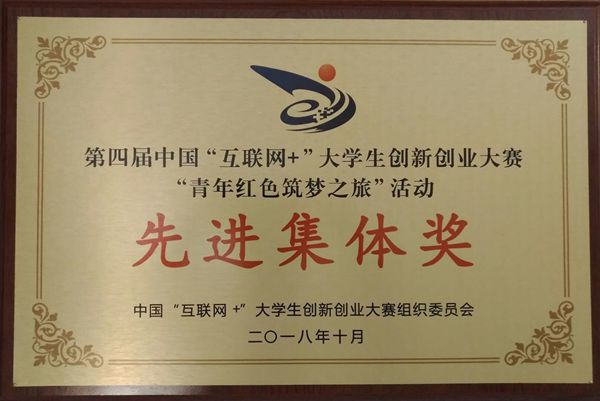 第四届中国“互联网+”大学生创新创业大赛
“青年红色筑梦之旅”活动
先进集体奖
中国“互联网+”大学生创新创业大赛组织委员会
二〇一八年十月